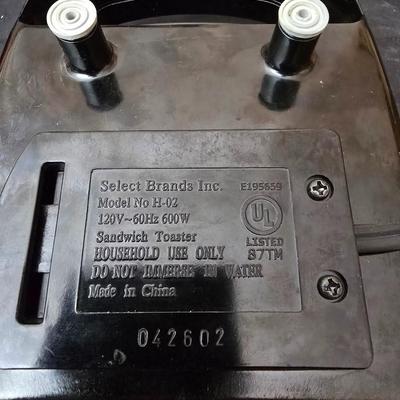 Select Brands Inc.
E195659
Model No H-02
120V~60Hz 600W
UL
Sandwich Toaster
LISTED
HOUSEHOLD USE ONLY
87TM
DO NOT IMMERSE IN WATER
Made in China
042602